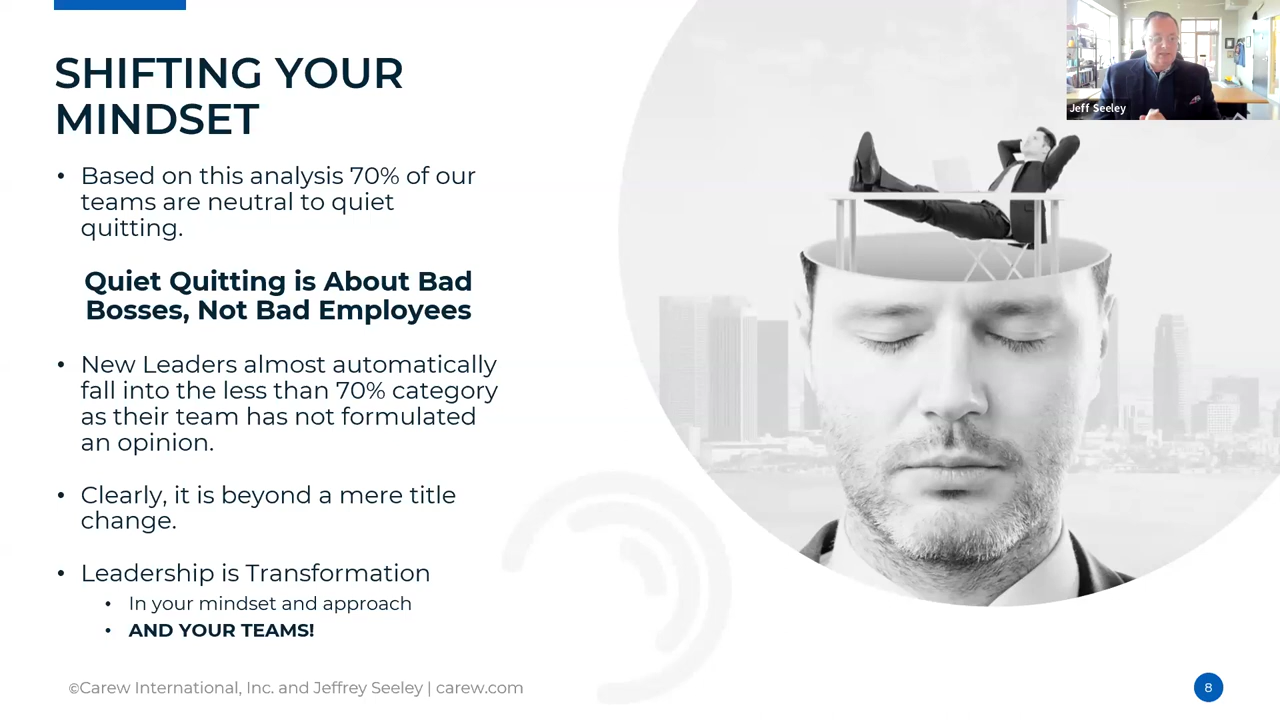 SHIFTING YOUR
MINDSET
• Based on this analysis 70% of our
teams are neutral to quiet
quitting.
Quiet Quitting is About Bad
Bosses, Not Bad Employees
• New Leaders almost automatically
fall into the less than 70% category
as their team has not formulated
an opinion.
• Clearly, it is beyond a mere title
change.
• Leadership is Transformation
• In your mindset and approach
• AND YOUR TEAMS!
©Carew International, Inc. and Jeffrey Seeley | carew.com
8
Jeff Seeley